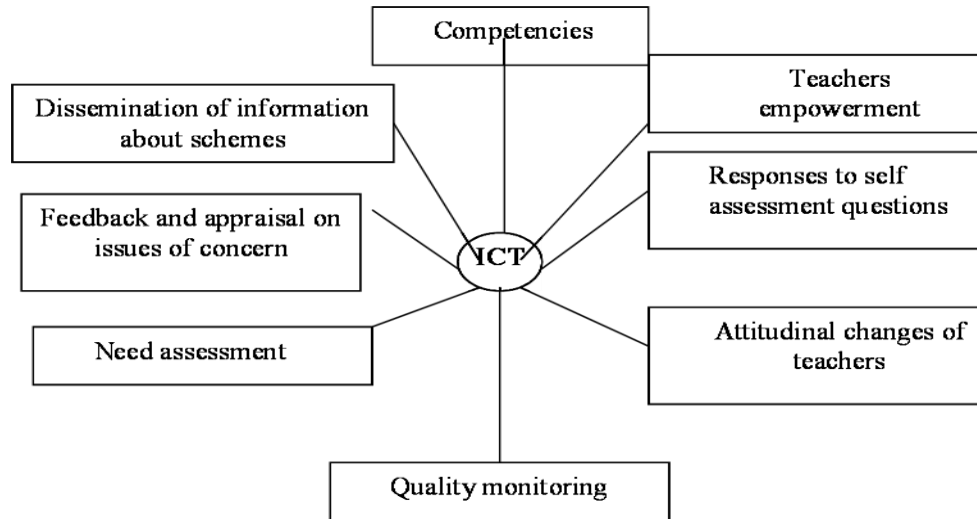 Competencies
Teachers
empowerment
Dissemination of information
about schemes
Responses to self
assessment questions
Feedback and appraisal on
issues of concern
ICT
Need assessment
Attitudinal changes of
teachers
Quality monitoring